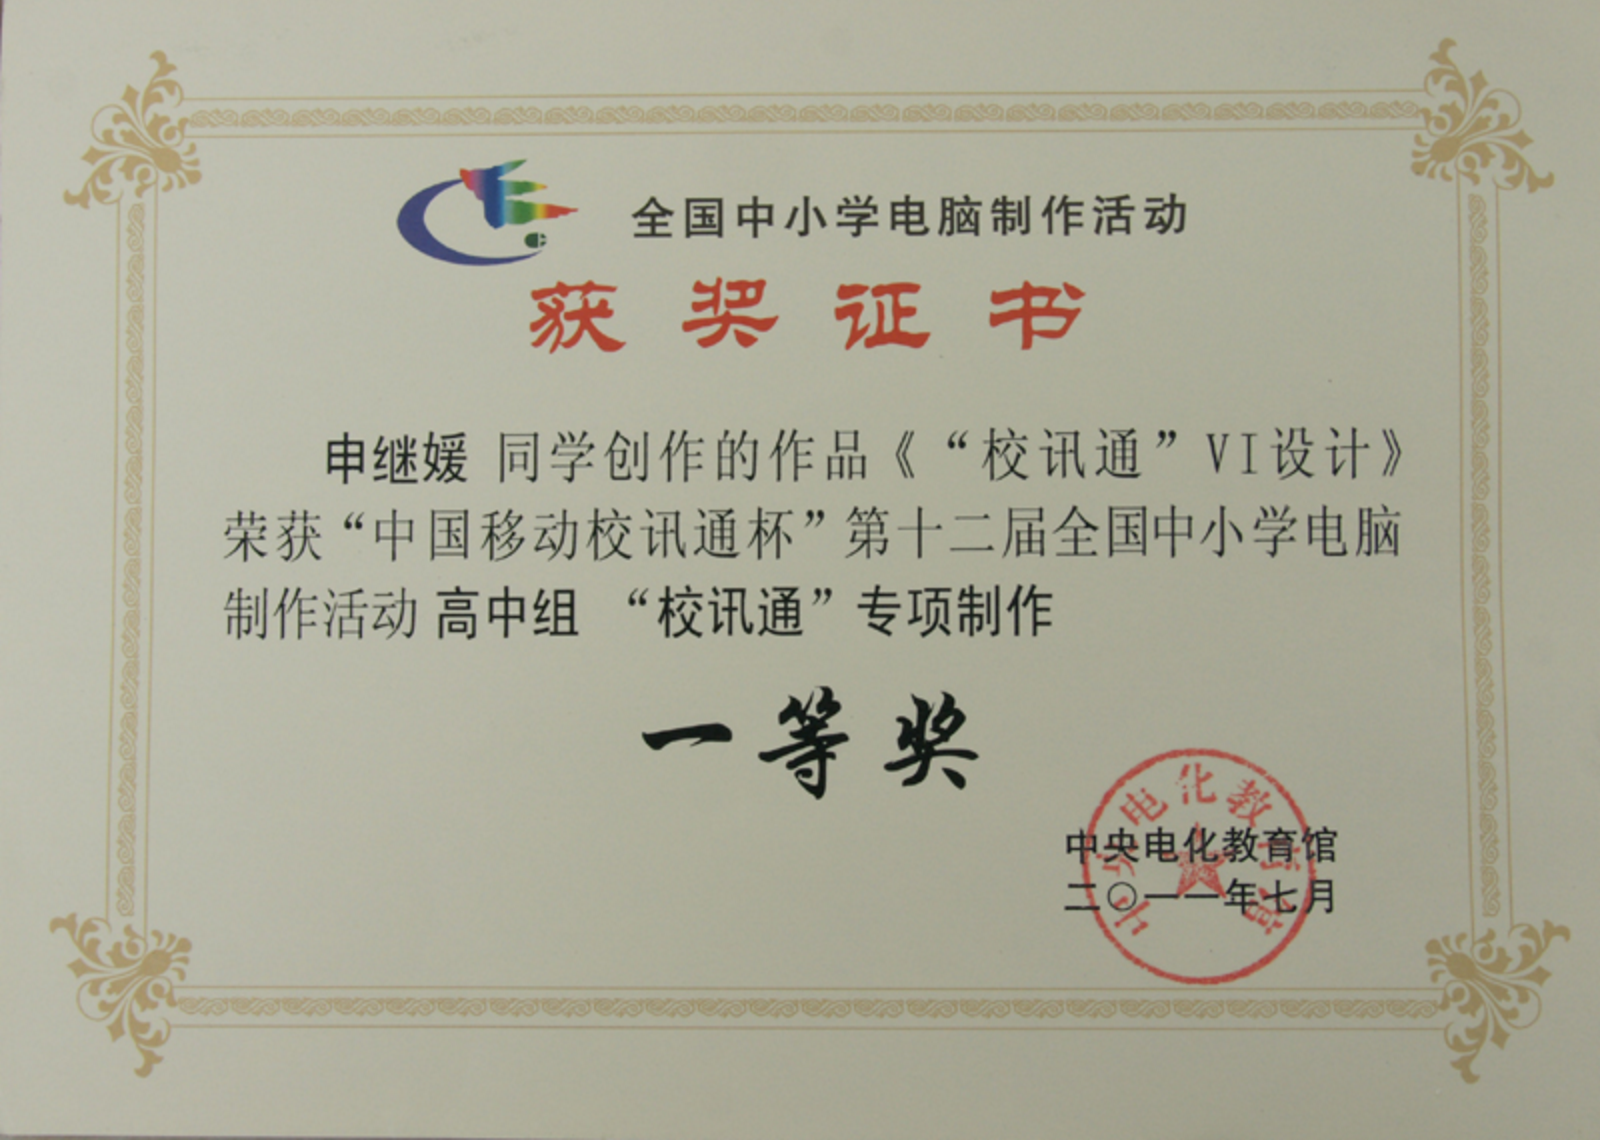 全国中小学电脑制作活动
获奖证书
申继媛 同学创作的作品《“校讯通”VI设计》
荣获“中国移动校讯通杯”第十二届全国中小学电脑
制作活动 高中组 “校讯通”专项制作
一等奖
中央电化教育馆
中央电化教育馆
二〇一一年七月